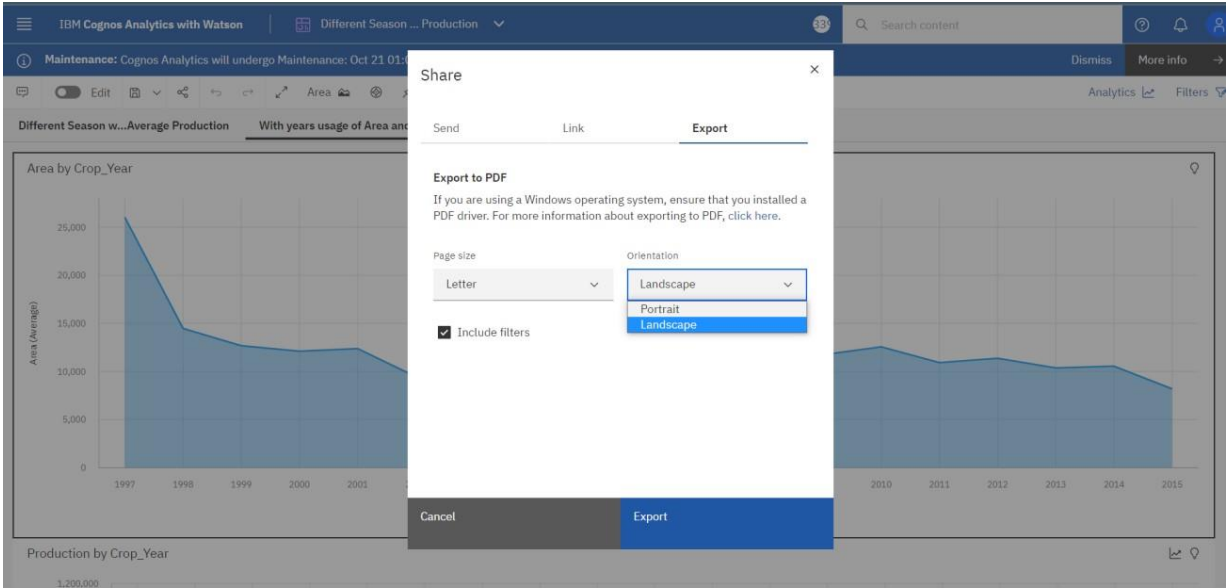 IBM Cognos Analytics with Watson
Different Season ... Production
Search content
Maintenance: Cognos Analytics will undergo Maintenance: Oct 21 01:
Dismiss
More info
Edit
Area
Analytics
Filters
Different Season w...Average Production
With years usage of Area and
Share
Send
Link
Export
Export to PDF
If you are using a Windows operating system, ensure that you installed a
PDF driver. For more information about exporting to PDF, click here.
Page size
Orientation
Letter
Landscape
Portrait
Landscape
Include filters
Cancel
Export
Area by Crop_Year
25,000
20,000
15,000
10,000
5,000
0
Area (Average)
1997
1998
1999
2000
2001
2010
2011
2012
2013
2014
2015
Production by Crop_Year
1,200,000